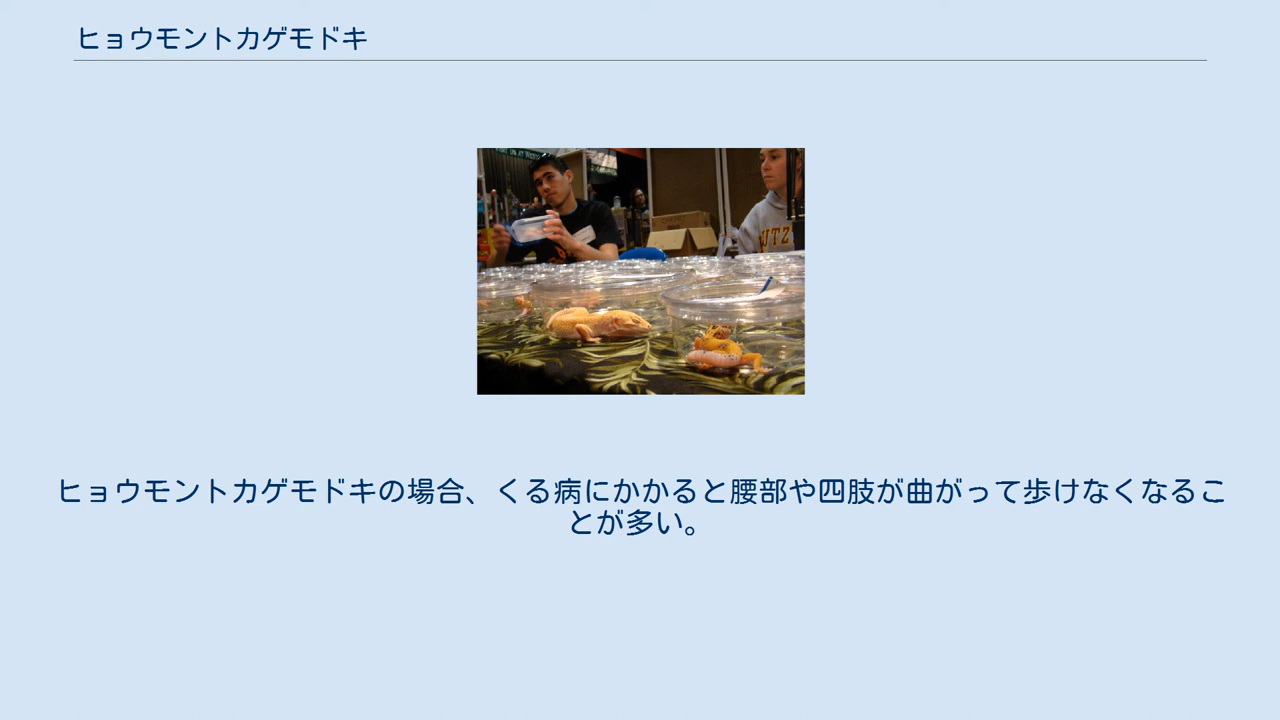 ヒョウモントカゲモドキ
WTZ
ヒョウモントカゲモドキの場合、くる病にかかると腰部や四肢が曲がって歩けなくなるこ
とが多い。